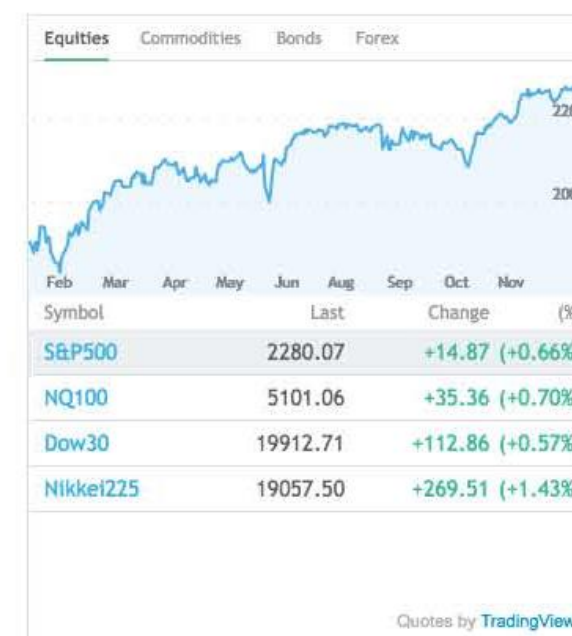 Equities Commodities Bonds Forex
220
200
Feb Mar Apr May Jun Aug Sep Oct Nov
Symbol Last Change (%
S&P500 2280.07 +14.87 (+0.66%
NQ100 5101.06 +35.36 (+0.70%
Dow30 19912.71 +112.86 (+0.57%
Nikkei225 19057.50 +269.51 (+1.43%
Quotes by TradingView